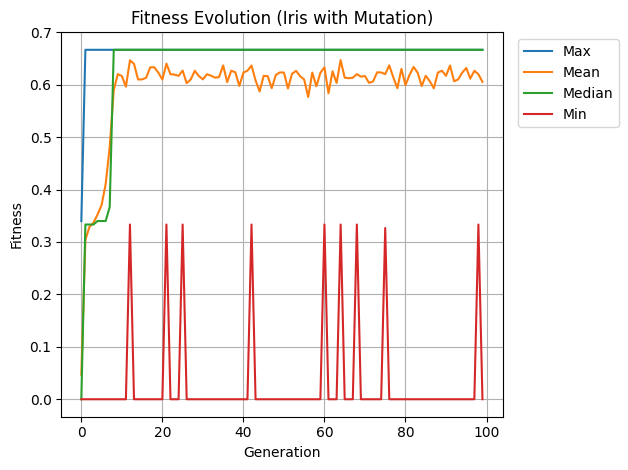 Fitness Evolution (Iris with Mutation)
0.7
0.6
0.5
0.4
0.3
0.2
0.1
0.0
Fitness
0 20 40 60 80 100
Generation
Max
Mean
Median
Min